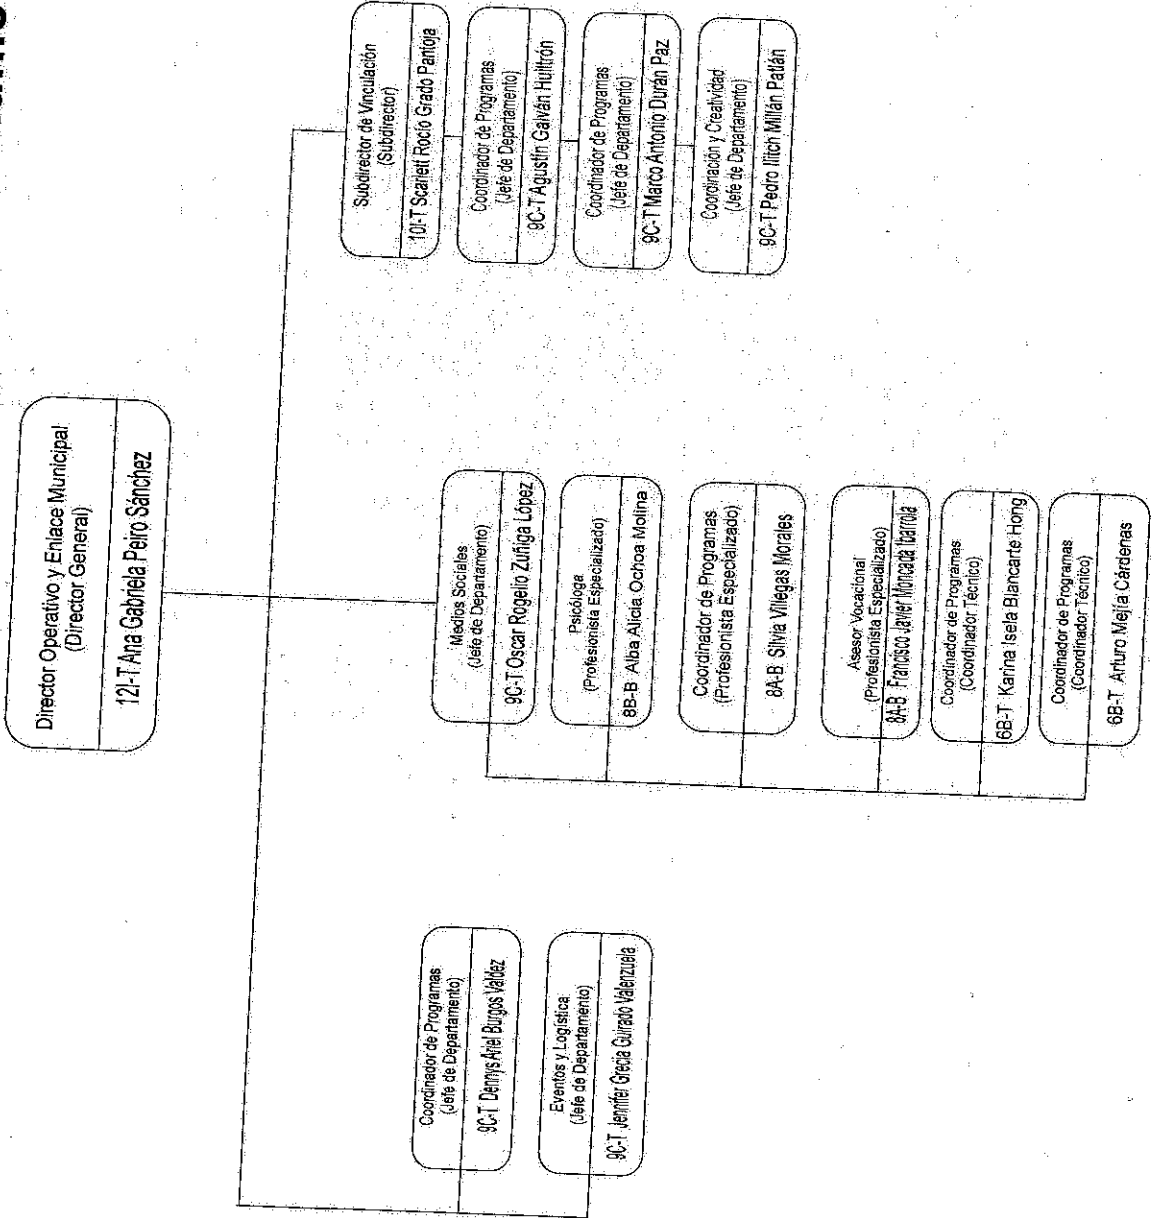 Director Operativo y Enlace Municipal
(Director General)
12I-T Ana Gabriela Peiro Sánchez
Coordinador de Programas
(Jefe de Departamento)
9C-T Dennys Ariel Burgos Valdez
Eventos y Logística
(Jefe de Departamento)
9C-T Jennifer Grecia Guirado Valenzuela
Medios Sociales
(Jefe de Departamento)
9C-T Oscar Rogelio Zuñiga López
Psicóloga
(Profesionista Especializado)
8B-B Alba Alicia Ochoa Molina
Coordinador de Programas
(Profesionista Especializado)
8A-B Silvia Villegas Morales
Asesor Vocacional
(Profesionista Especializado)
8A-B Francisco Javier Moncada Ibarrola
Coordinador de Programas
(Coordinador Técnico)
6B-T Karina Isela Blancarte Hong
Coordinador de Programas
(Coordinador Técnico)
6B-T Arturo Mejía Cárdenas
Subdirector de Vinculación
(Subdirector)
10I-T Scarlett Rocío Grado Pantoja
Coordinador de Programas
(Jefe de Departamento)
9C-T Agustín Galván Huitrón
Coordinador de Programas
(Jefe de Departamento)
9C-T Marco Antonio Durán Paz
Coordinación y Creatividad
(Jefe de Departamento)
9C-T Pedro Ilitch Millán Patlán